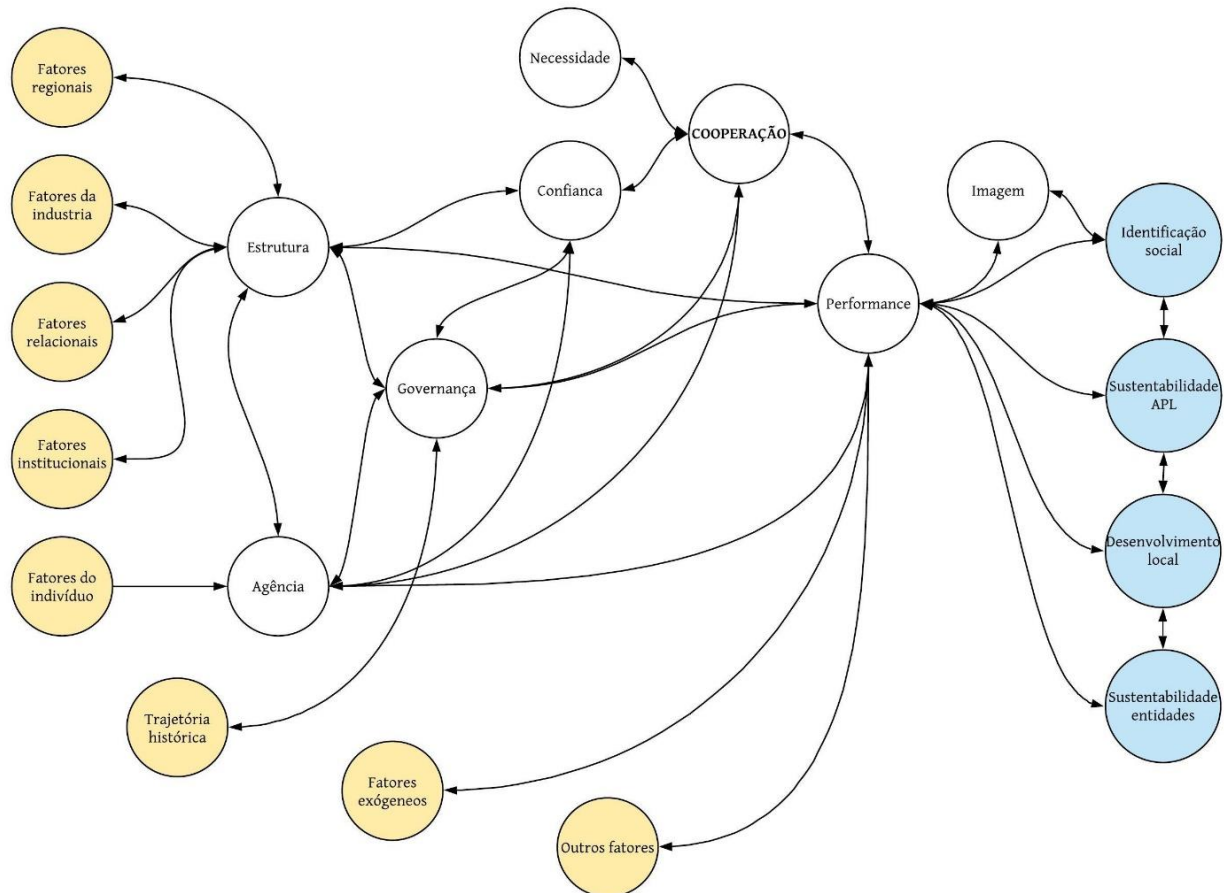 Fatores
regionais
Necessidade
COOPERAÇÃO
Fatores da
industria
Confianca
Imagem
Estrutura
Identificação
social
Fatores
relacionais
Performance
Governança
Sustentabilidade
APL
Fatores
institucionais
Fatores do
indivíduo
Agência
Desenvolvimento
local
Trajetória
histórica
Sustentabilidade
entidades
Fatores
exógeneos
Outros fatores